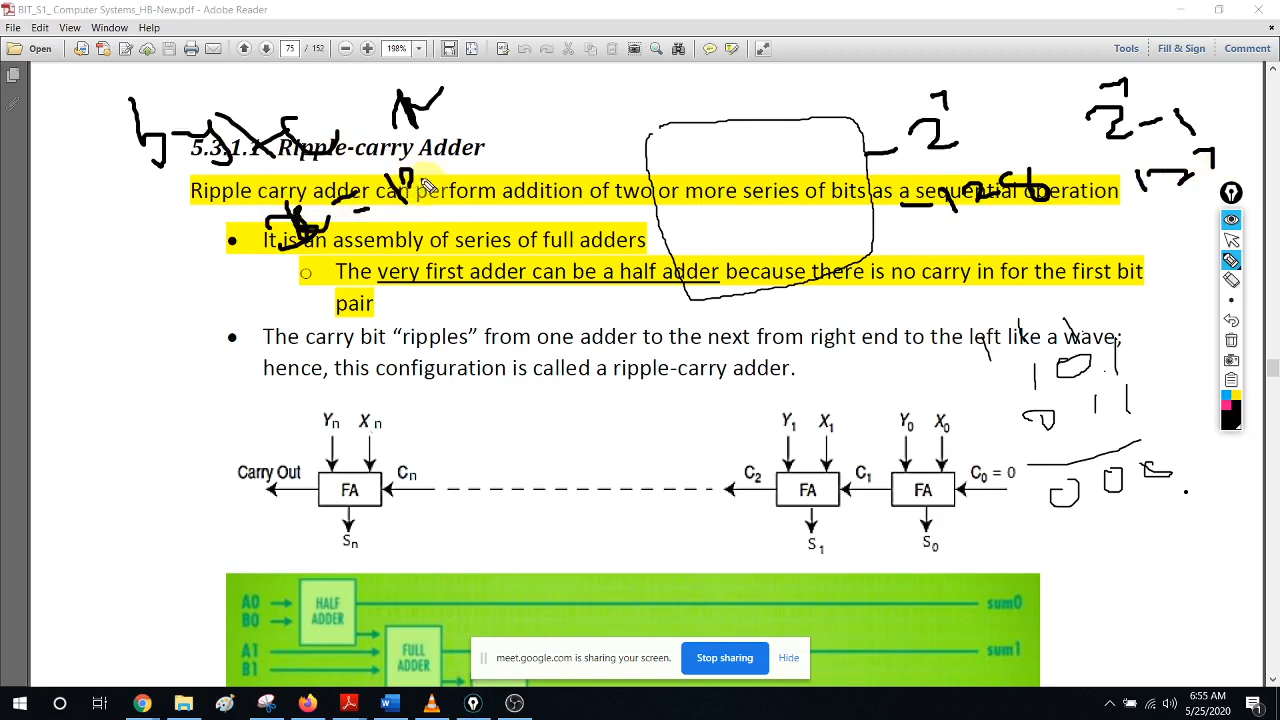 BIT_S1_ Computer Systems_HB-New.pdf - Adobe Reader
File Edit View Window Help
Open 75 / 152 198% Tools Fill & Sign Comment
5.3.1.1 Ripple-carry Adder
Ripple carry adder can perform addition of two or more series of bits as a sequential operation
• It is an assembly of series of full adders
○ The very first adder can be a half adder because there is no carry in for the first bit
pair
• The carry bit “ripples” from one adder to the next from right end to the left like a wave;
hence, this configuration is called a ripple-carry adder.
Yn Xn Y1 X1 Y0 X0
Carry Out FA Cn C2 FA C1 FA C0 = 0
Sn S1 S0
A0 HALF ADDER sum0
B0
A1 FULL ADDER sum1
B1
meet.google.com is sharing your screen. Stop sharing Hide
6:55 AM
5/25/2020